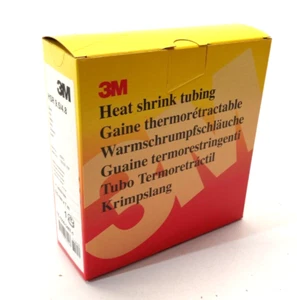 3M
Heat shrink tubing
Gaine thermorétractable
Warmschrumpfschläuche
Guaine termorestringenti
Tubo Termoretráctil
Krimpslang
3M